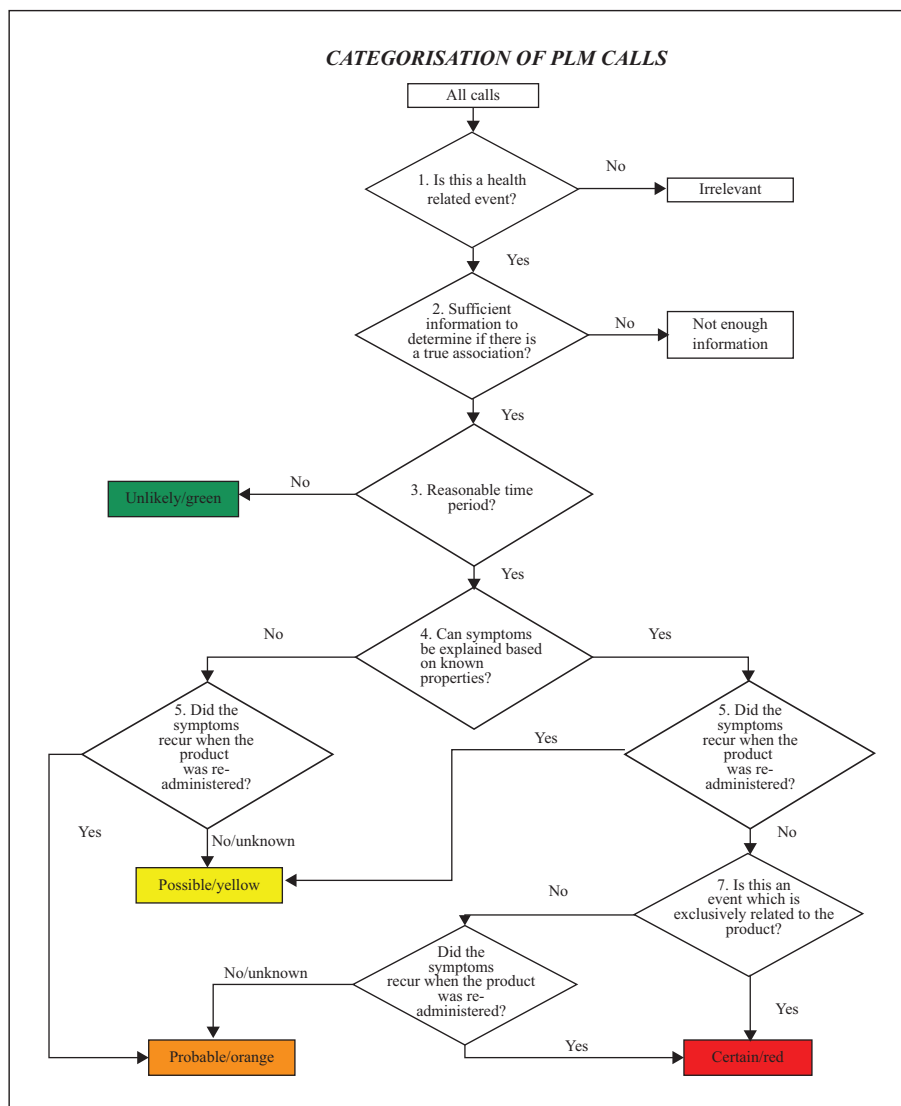 CATEGORISATION OF PLM CALLS
All calls
No
1. Is this a health
related event?
Irrelevant
Yes
2. Sufficient
information to
determine if there is
a true association?
No
Not enough
information
Yes
No
Unlikely/green
3. Reasonable time
period?
Yes
No
4. Can symptoms
be explained based
on known
properties?
Yes
5. Did the
symptoms
recur when the
product
was re-
administered?
5. Did the
symptoms
recur when the
product
was re-
administered?
Yes
Yes
No/unknown
No
Possible/yellow
7. Is this an
event which is
exclusively related to the
product?
No
Did the
symptoms
recur when the product
was re-
administered?
No/unknown
Yes
Probable/orange
Yes
Certain/red